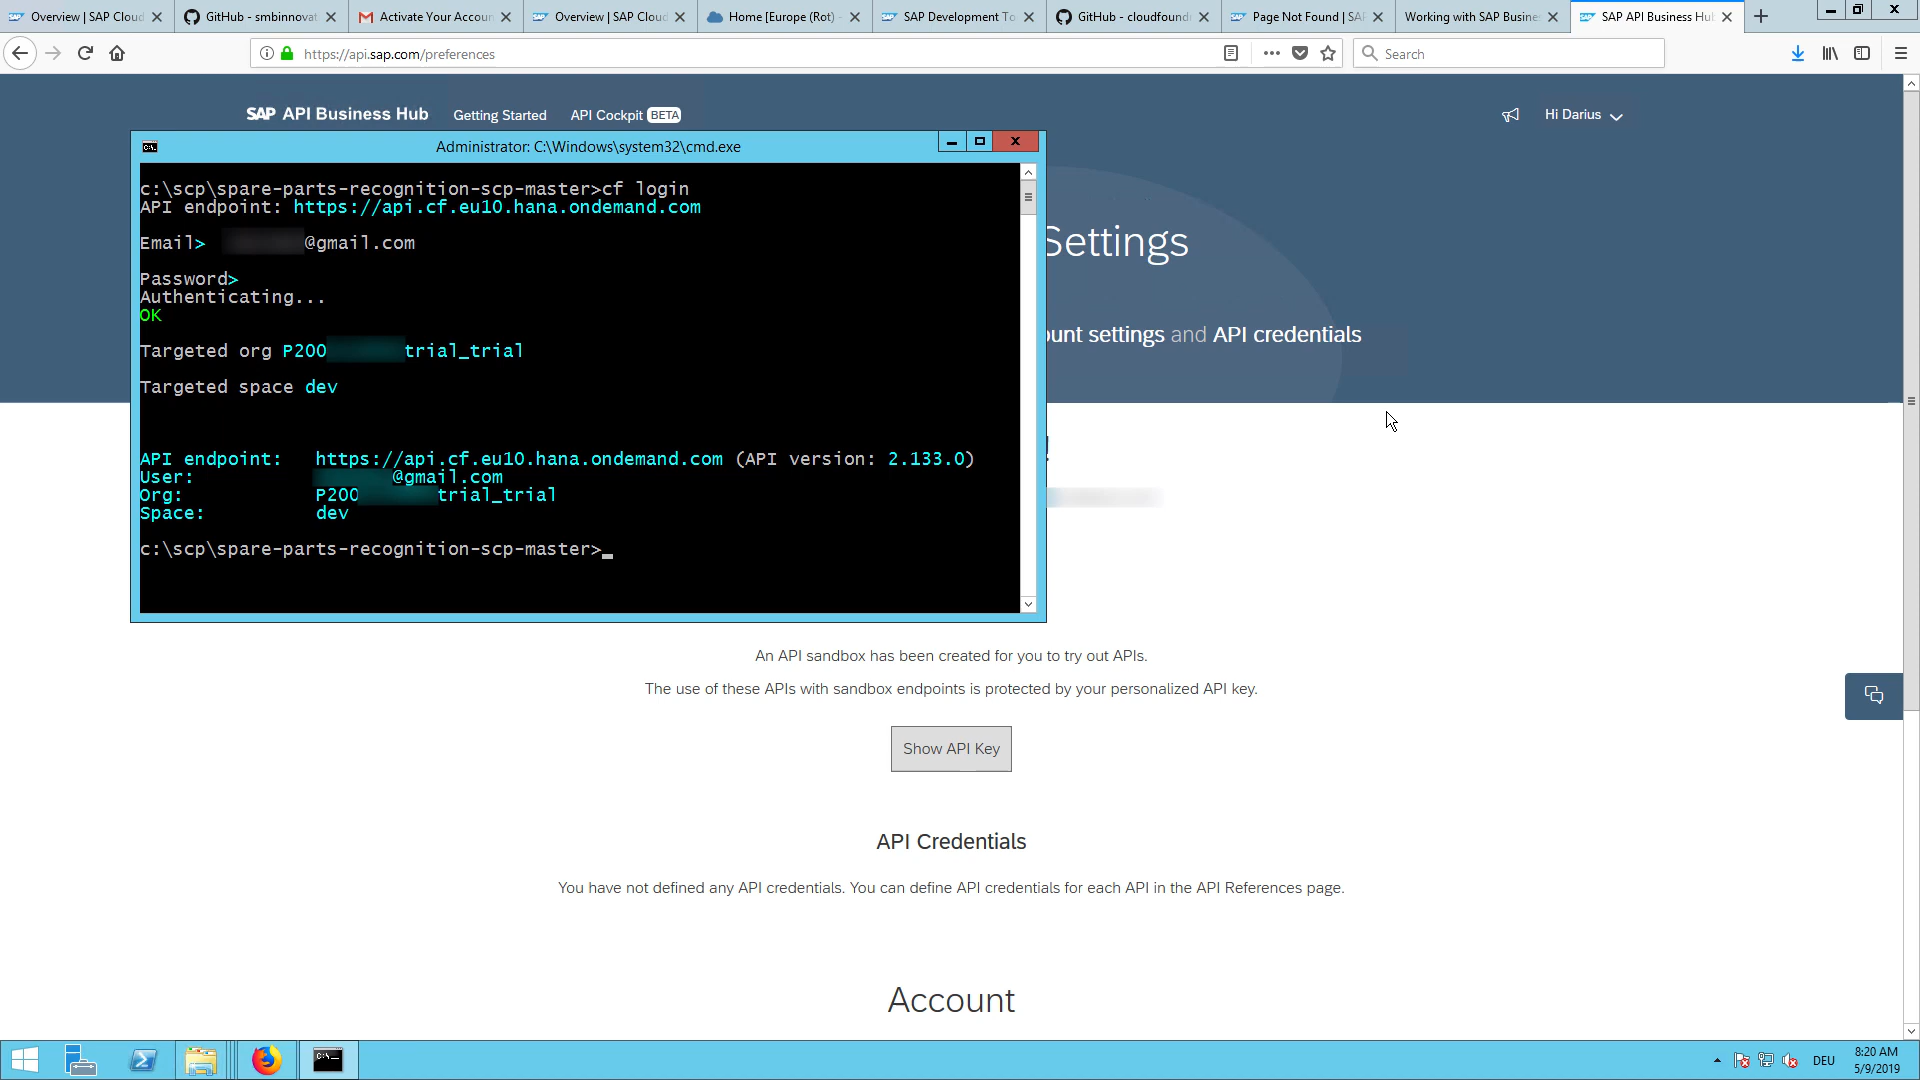 Overview | SAP Cloud
GitHub - smbinnovat
Activate Your Accoun
Overview | SAP Cloud
Home [Europe (Rot) -
SAP Development To
GitHub - cloudfound
Page Not Found | SA
Working with SAP Busine
SAP API Business Hub
https://api.sap.com/preferences
Search
SAP API Business Hub
Getting Started
API Cockpit BETA
Hi Darius
Administrator: C:\Windows\system32\cmd.exe
c:\scp\spare-parts-recognition-scp-master>cf login
API endpoint: https://api.cf.eu10.hana.ondemand.com
Email> @gmail.com
Password>
Authenticating...
OK
Targeted org P200 trial_trial
Targeted space dev
API endpoint: https://api.cf.eu10.hana.ondemand.com (API version: 2.133.0)
User: @gmail.com
Org: P200 trial_trial
Space: dev
c:\scp\spare-parts-recognition-scp-master>_
Settings
ount settings and API credentials
!
An API sandbox has been created for you to try out APIs.
The use of these APIs with sandbox endpoints is protected by your personalized API key.
Show API Key
API Credentials
You have not defined any API credentials. You can define API credentials for each API in the API References page.
Account
DEU
8:20 AM
5/9/2019